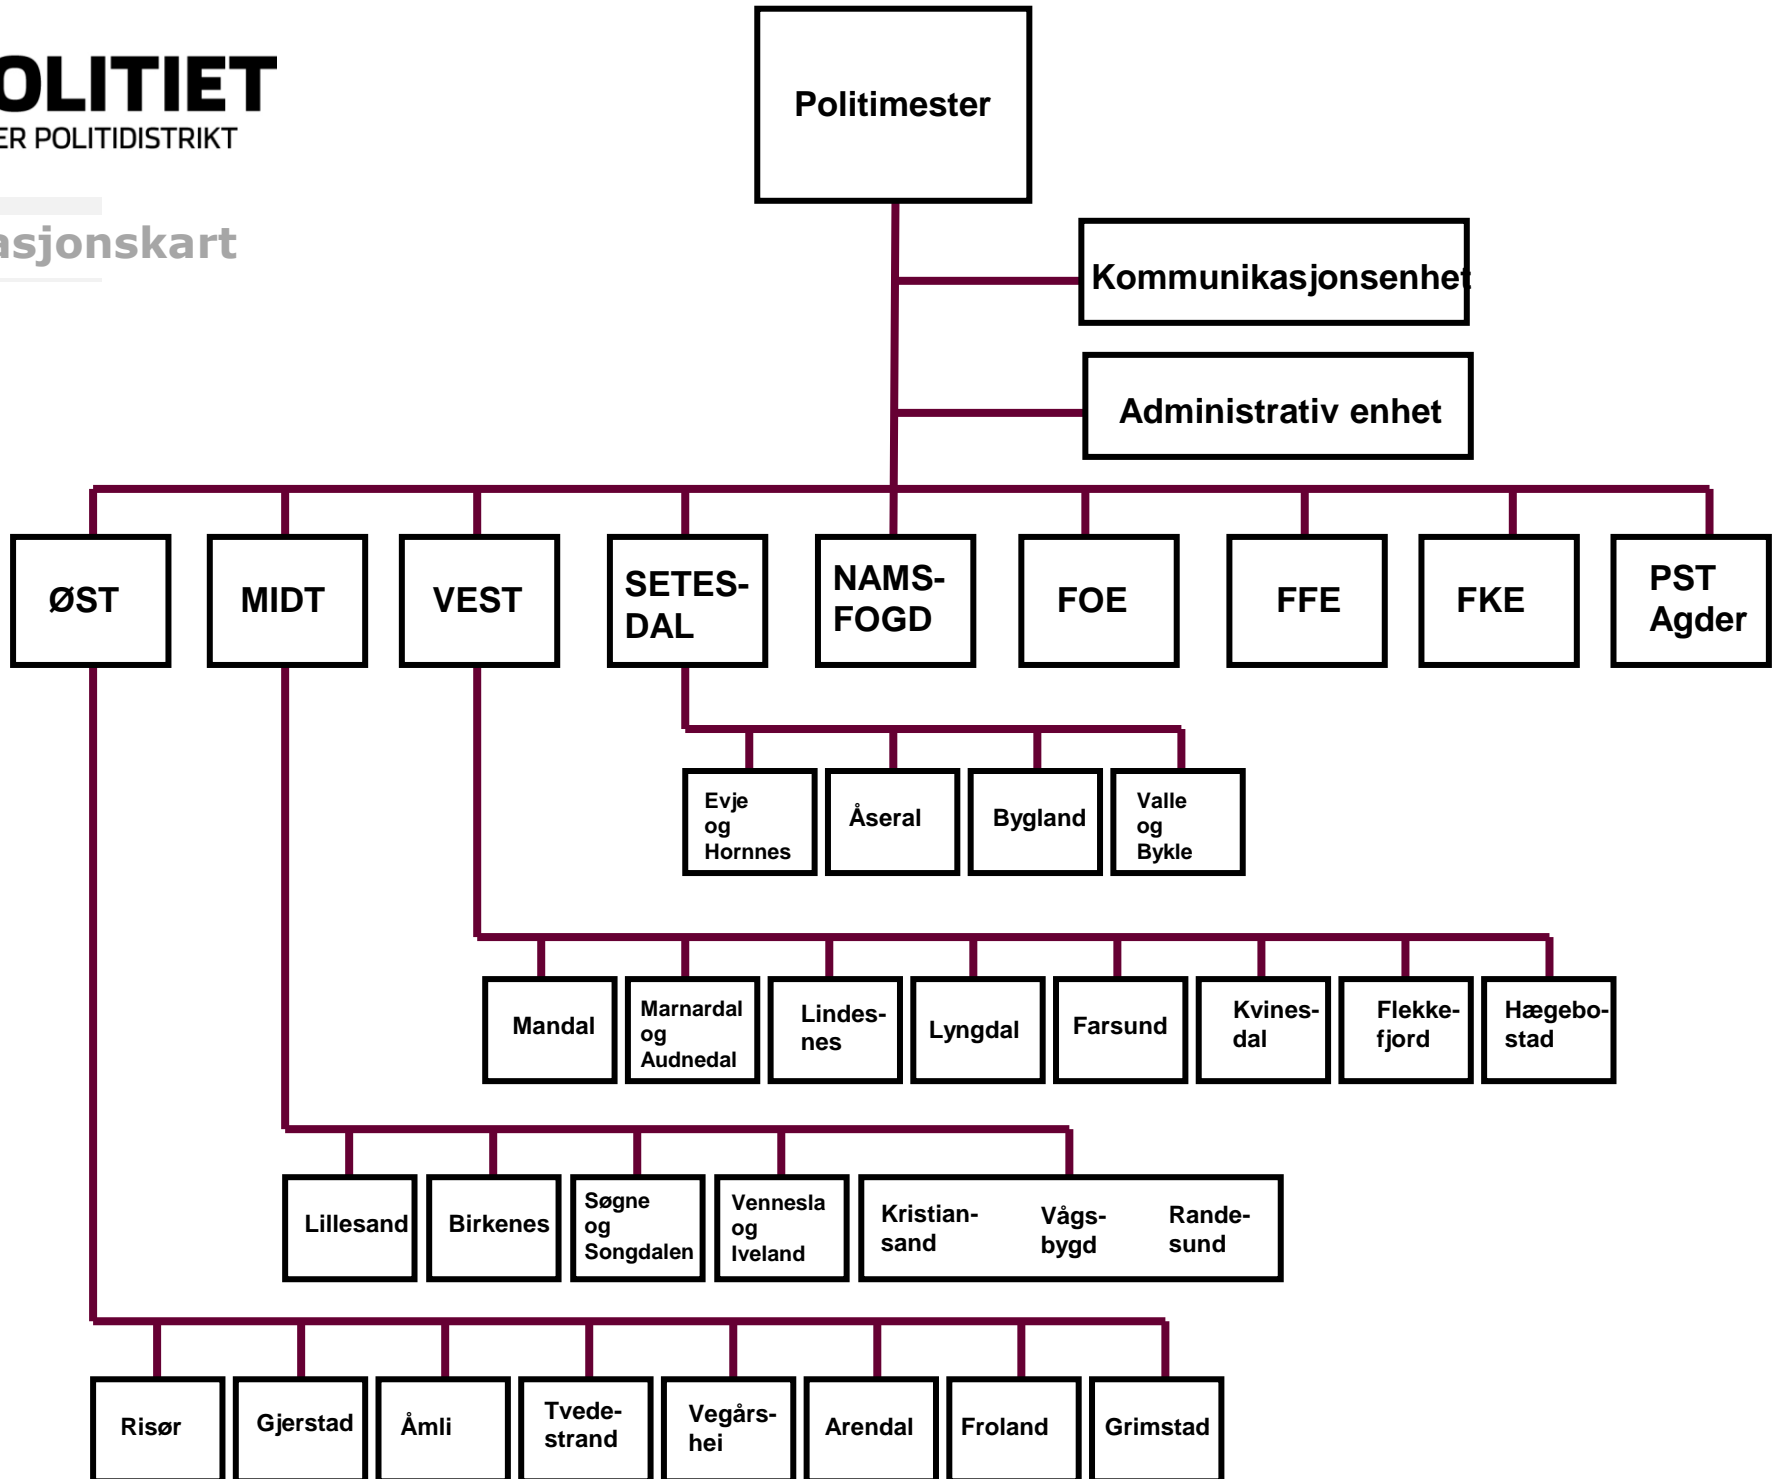 OLITIET
ER POLITIDISTRIKT
asjonskart
Politimester
Kommunikasjonsenhet
Administrativ enhet
ØST
MIDT
VEST
SETES-
DAL
NAMS-
FOGD
FOE
FFE
FKE
PST
Agder
Evje
og
Hornnes
Åseral
Bygland
Valle
og
Bykle
Mandal
Marnardal
og
Audnedal
Lindes-
nes
Lyngdal
Farsund
Kvines-
dal
Flekke-
fjord
Hægebo-
stad
Lillesand
Birkenes
Søgne
og
Songdalen
Vennesla
og
Iveland
Kristian-
sand
Vågs-
bygd
Rande-
sund
Risør
Gjerstad
Åmli
Tvede-
strand
Vegårs-
hei
Arendal
Froland
Grimstad